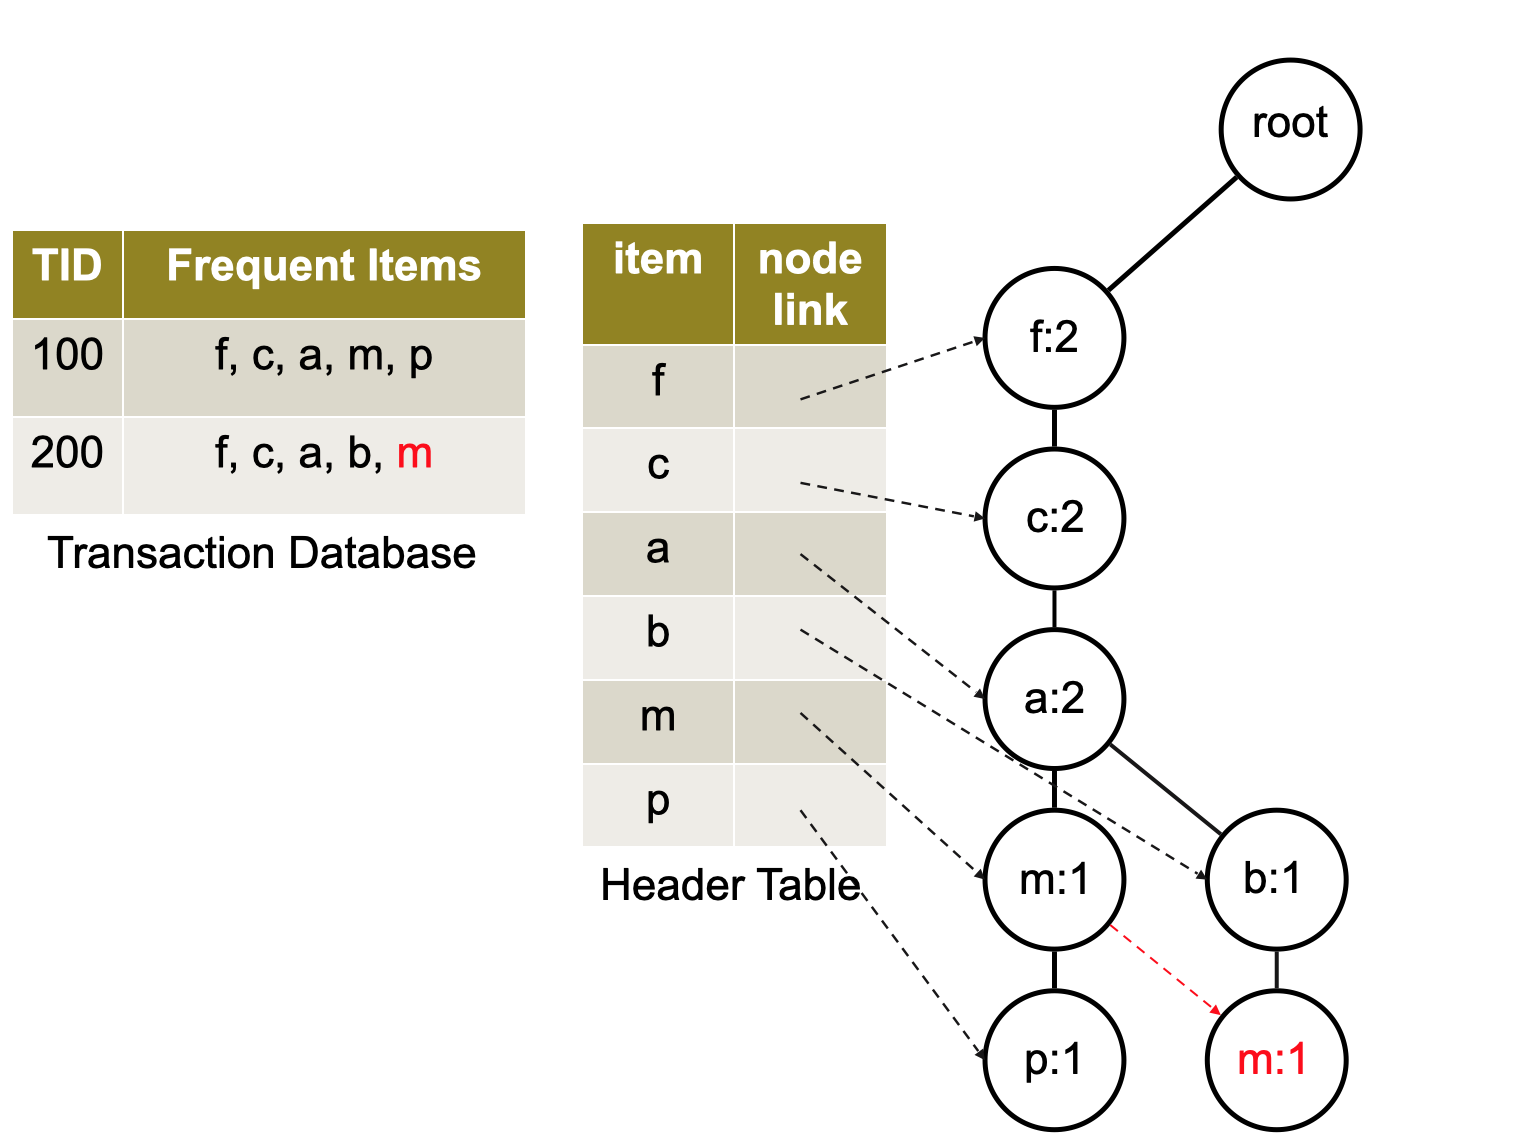 TID Frequent Items
100 f, c, a, m, p
200 f, c, a, b, m
Transaction Database
item node
link
f
c
a
b
m
p
Header Table
root
f:2
c:2
a:2
m:1 b:1
p:1 m:1